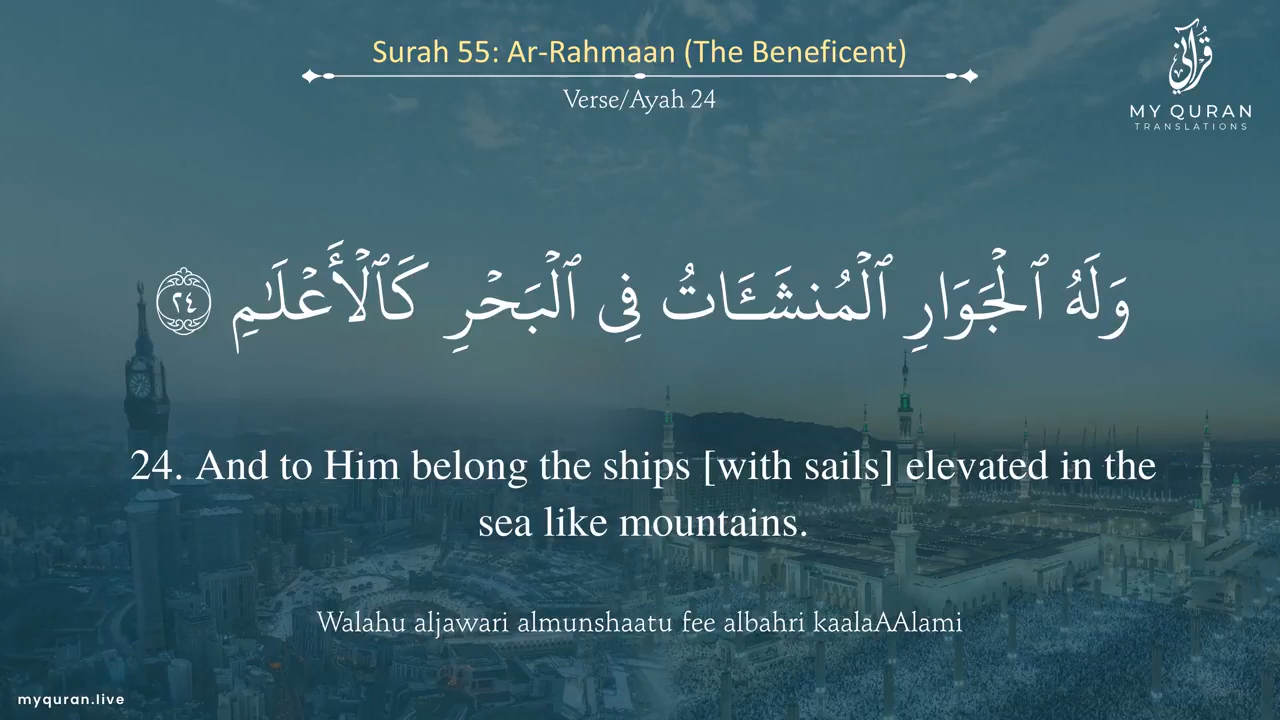 Surah 55: Ar-Rahmaan (The Beneficent)
Verse/Ayah 24
قُرْآنِي
MY QURAN
TRANSLATIONS
وَلَهُ ٱلْجَوَارِ ٱلْمُنشَـَٔاتُ فِى ٱلْبَحْرِ كَٱلْأَعْلَـٰمِ ٢٤
24. And to Him belong the ships [with sails] elevated in the
sea like mountains.
Walahu aljawari almunshaatu fee albahri kaalaAAlami
myquran.live